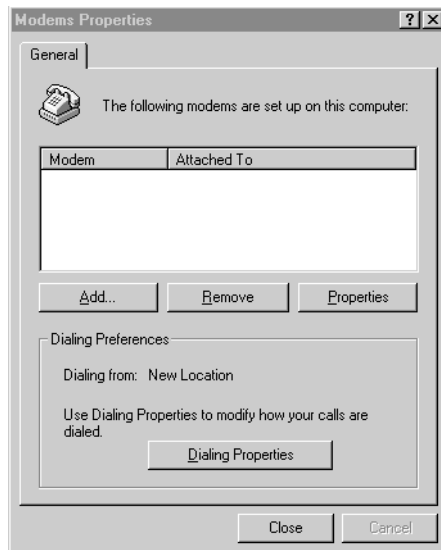 Modems Properties
General
The following modems are set up on this computer:
Modem Attached To
Add... Remove Properties
Dialing Preferences
Dialing from: New Location
Use Dialing Properties to modify how your calls are
dialed.
Dialing Properties
Close Cancel